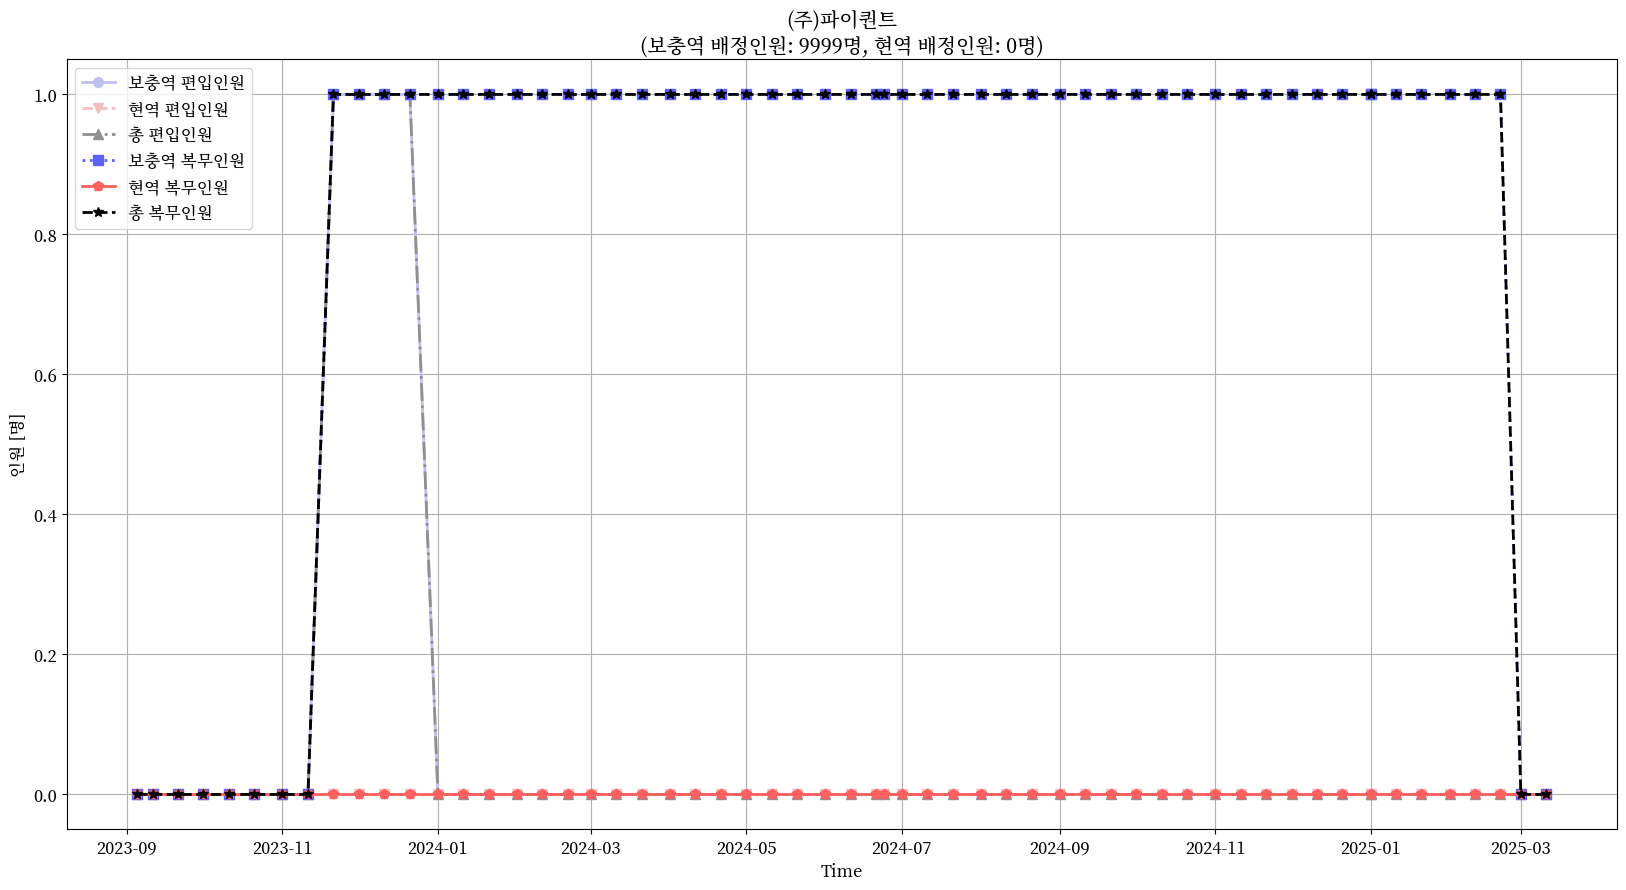 (주)파이퀀트
(보충역 배정인원: 9999명, 현역 배정인원: 0명)
보충역 편입인원
현역 편입인원
총 편입인원
보충역 복무인원
현역 복무인원
총 복무인원
1.0
0.8
0.6
0.4
0.2
0.0
인원 [명]
2023-09 2023-11 2024-01 2024-03 2024-05 2024-07 2024-09 2024-11 2025-01 2025-03
Time